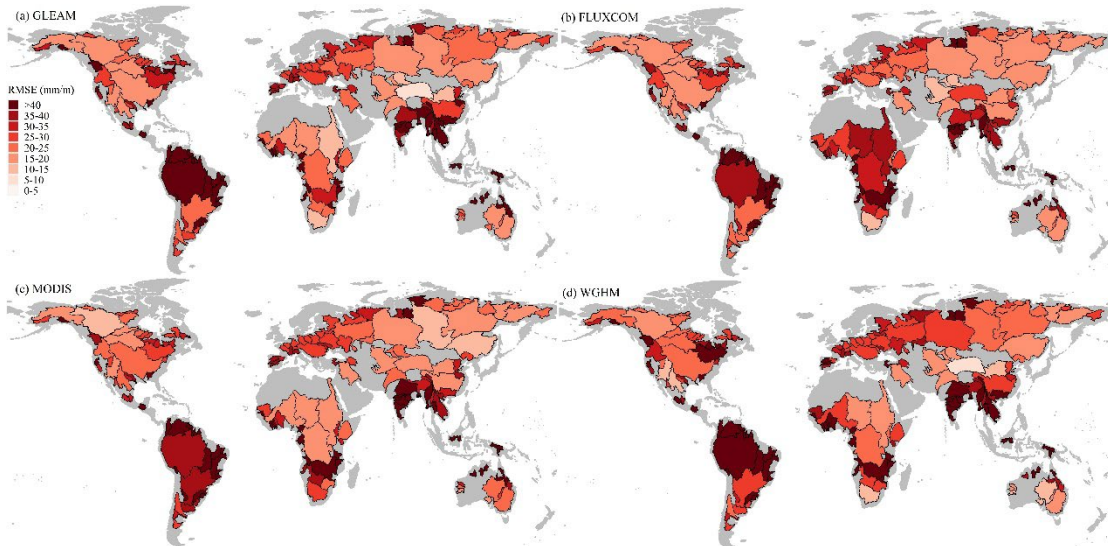 (a) GLEAM
(b) FLUXCOM
RMSE (mm/m)
>40
35-40
30-35
25-30
20-25
15-20
10-15
5-10
0-5
(c) MODIS
(d) WGHM